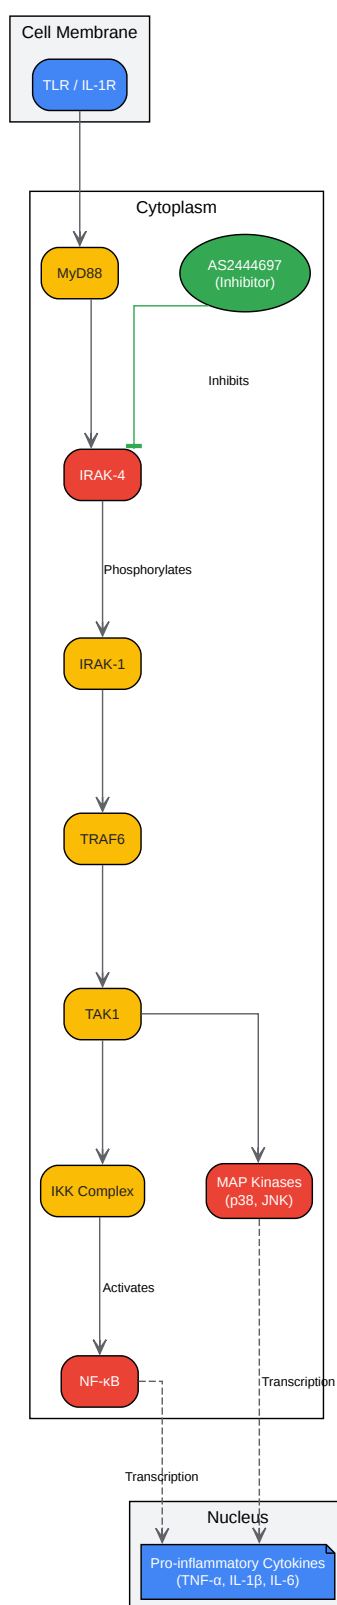 Cell Membrane
TLR / IL-1R
Cytoplasm
MyD88
AS2444697
(Inhibitor)
Inhibits
IRAK-4
Phosphorylates
IRAK-1
TRAF6
TAK1
IKK Complex
MAP Kinases
(p38, JNK)
Activates
NF-κB
Transcription
Transcription
Nucleus
Pro-inflammatory Cytokines
(TNF-α, IL-1β, IL-6)